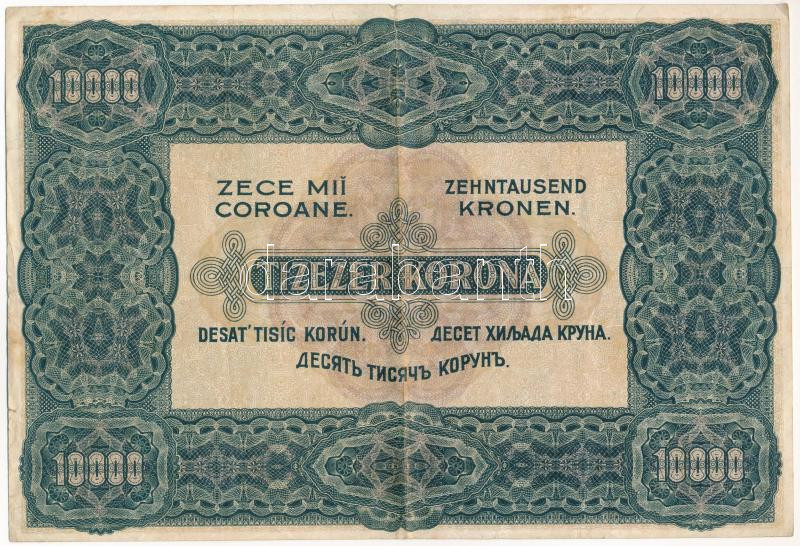 10000
10000
ZECE MIĬ
COROANE.
ZEHNTAUSEND
KRONEN.
TIZEZER KORONA
DESAT' TISÍC KORÚN.
ДЕСЕТ ХИЉАДА КРУНА.
ДЕСЯТЬ ТИСЯЧЪ КОРУНЪ.
10000
10000